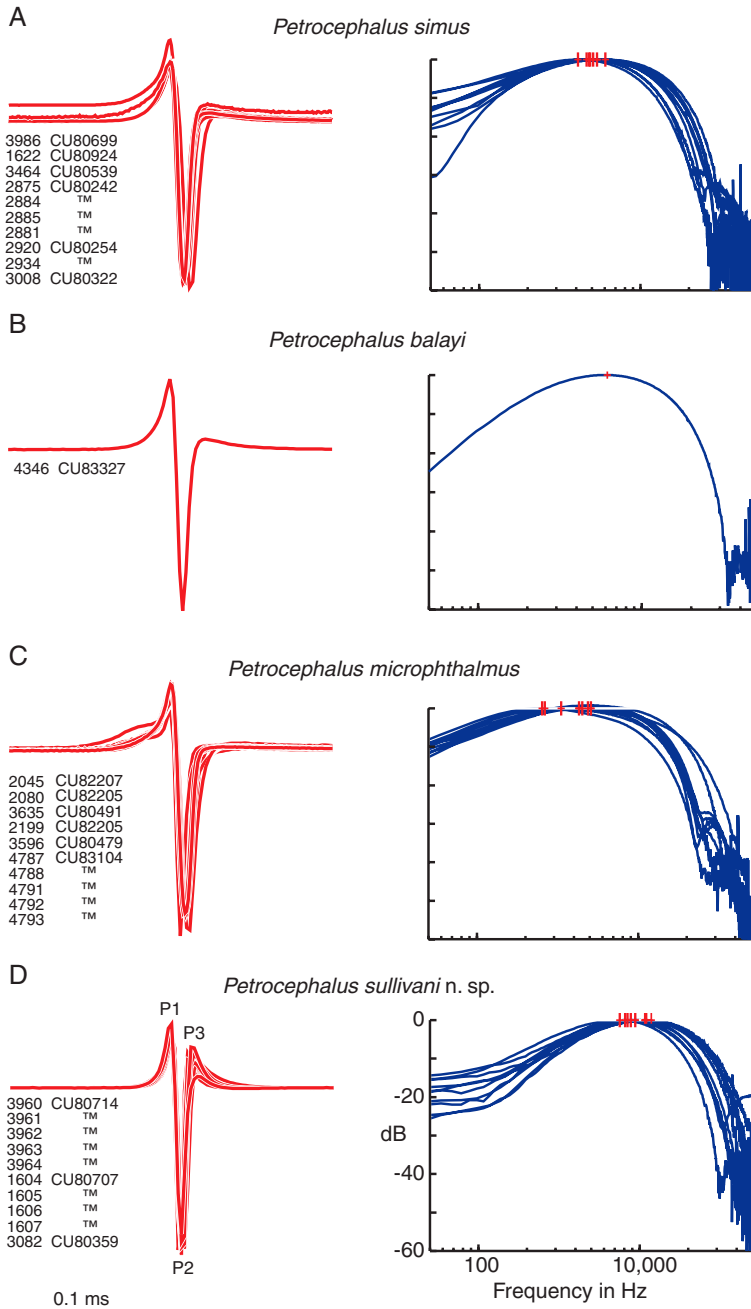 A
Petrocephalus simus
3986 CU80699
1622 CU80924
3464 CU80539
2875 CU80242
2884 ™
2885 ™
2881 ™
2920 CU80254
2934 ™
3008 CU80322
B
Petrocephalus balayi
4346 CU83327
C
Petrocephalus microphthalmus
2045 CU82207
2080 CU82205
3635 CU80491
2199 CU82205
3596 CU80479
4787 CU83104
4788 ™
4791 ™
4792 ™
4793 ™
D
Petrocephalus sullivani n. sp.
P1
P3
3960 CU80714
3961 ™
3962 ™
3963 ™
3964 ™
1604 CU80707
1605 ™
1606 ™
1607 ™
3082 CU80359
P2
0.1 ms
0
-20
dB
-40
-60
100 10,000
Frequency in Hz